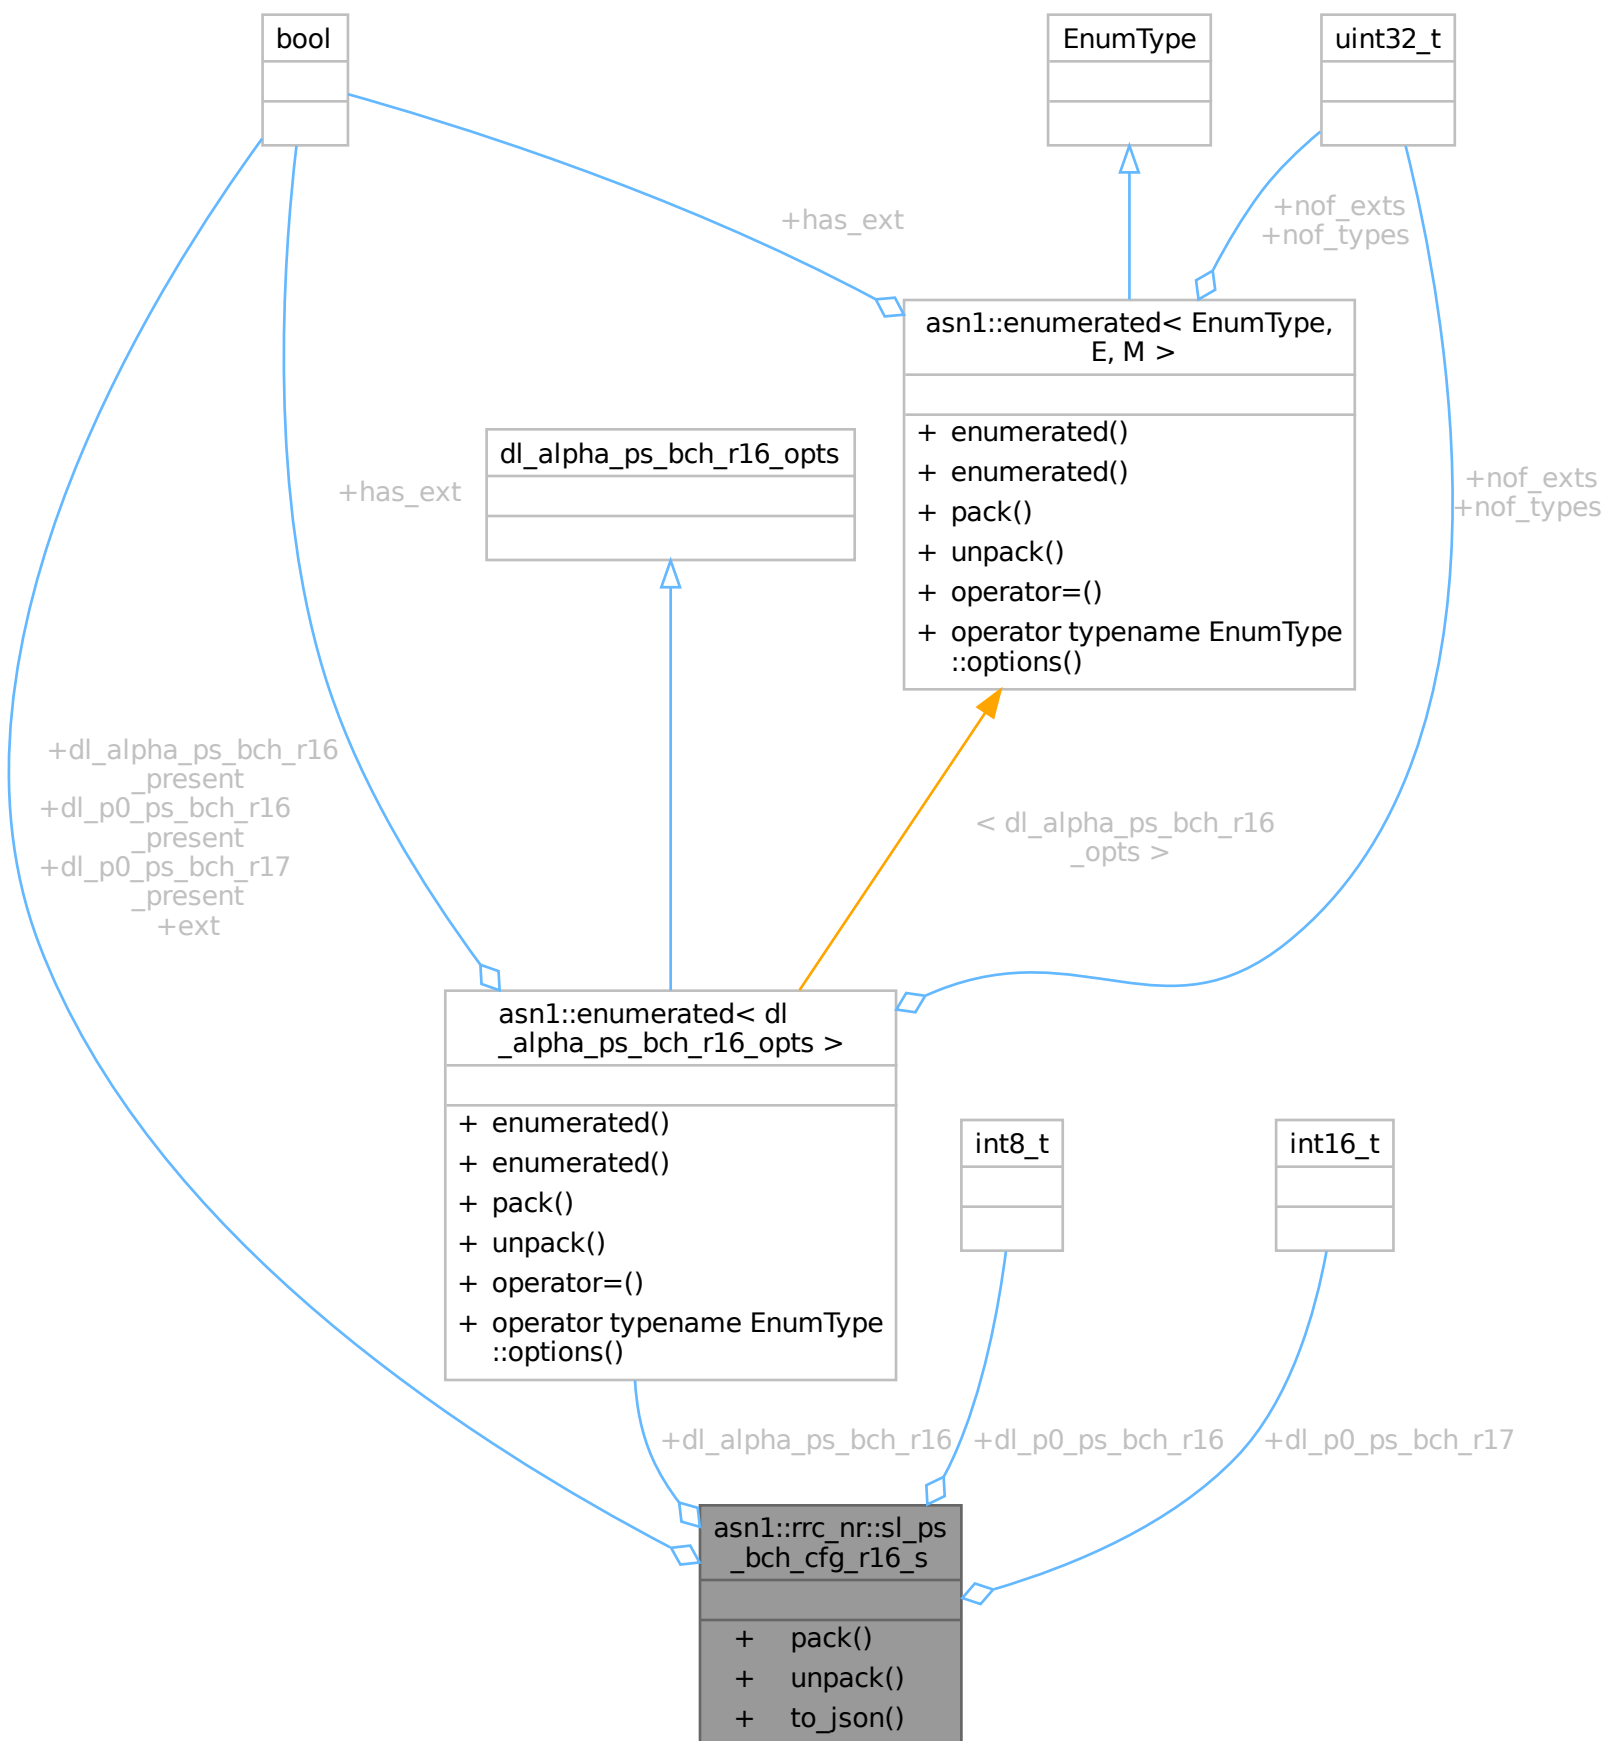 bool
EnumType
uint32_t
+has_ext
+nof_exts
+nof_types
asn1::enumerated< EnumType,
E, M >
+ enumerated()
+ enumerated()
+ pack()
+ unpack()
+ operator=()
+ operator typename EnumType
::options()
dl_alpha_ps_bch_r16_opts
+has_ext
+nof_exts
+nof_types
+dl_alpha_ps_bch_r16
_present
+dl_p0_ps_bch_r16
_present
+dl_p0_ps_bch_r17
_present
+ext
< dl_alpha_ps_bch_r16
_opts >
asn1::enumerated< dl
_alpha_ps_bch_r16_opts >
+ enumerated()
+ enumerated()
+ pack()
+ unpack()
+ operator=()
+ operator typename EnumType
::options()
int8_t
int16_t
+dl_alpha_ps_bch_r16
+dl_p0_ps_bch_r16
+dl_p0_ps_bch_r17
asn1::rrc_nr::sl_ps
_bch_cfg_r16_s
+ pack()
+ unpack()
+ to_json()